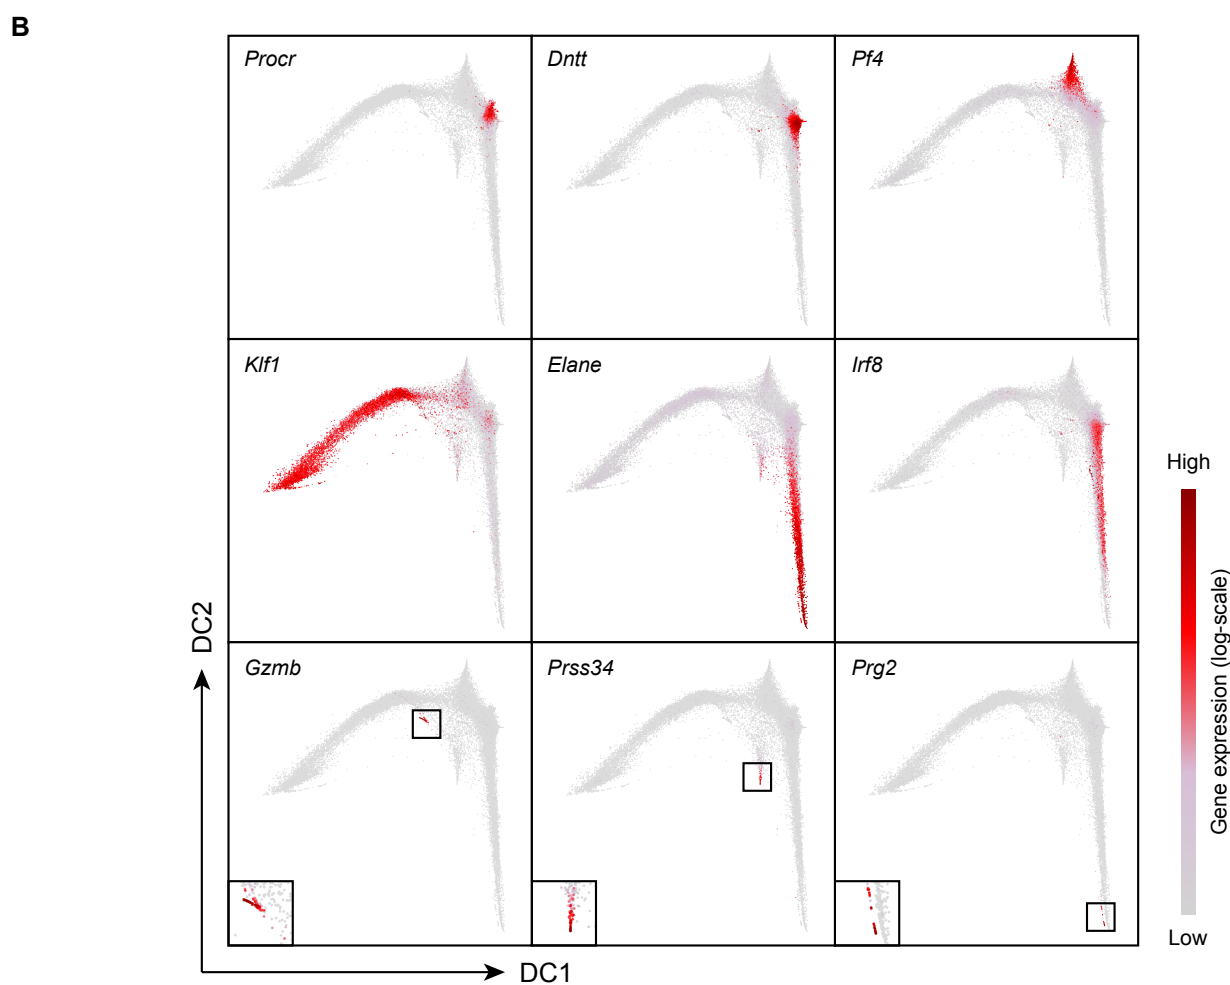 B
Procr
Dntt
Pf4
Klf1
Elane
Irf8
Gzmb
Prss34
Prg2
DC2
DC1
High
Gene expression (log-scale)
Low